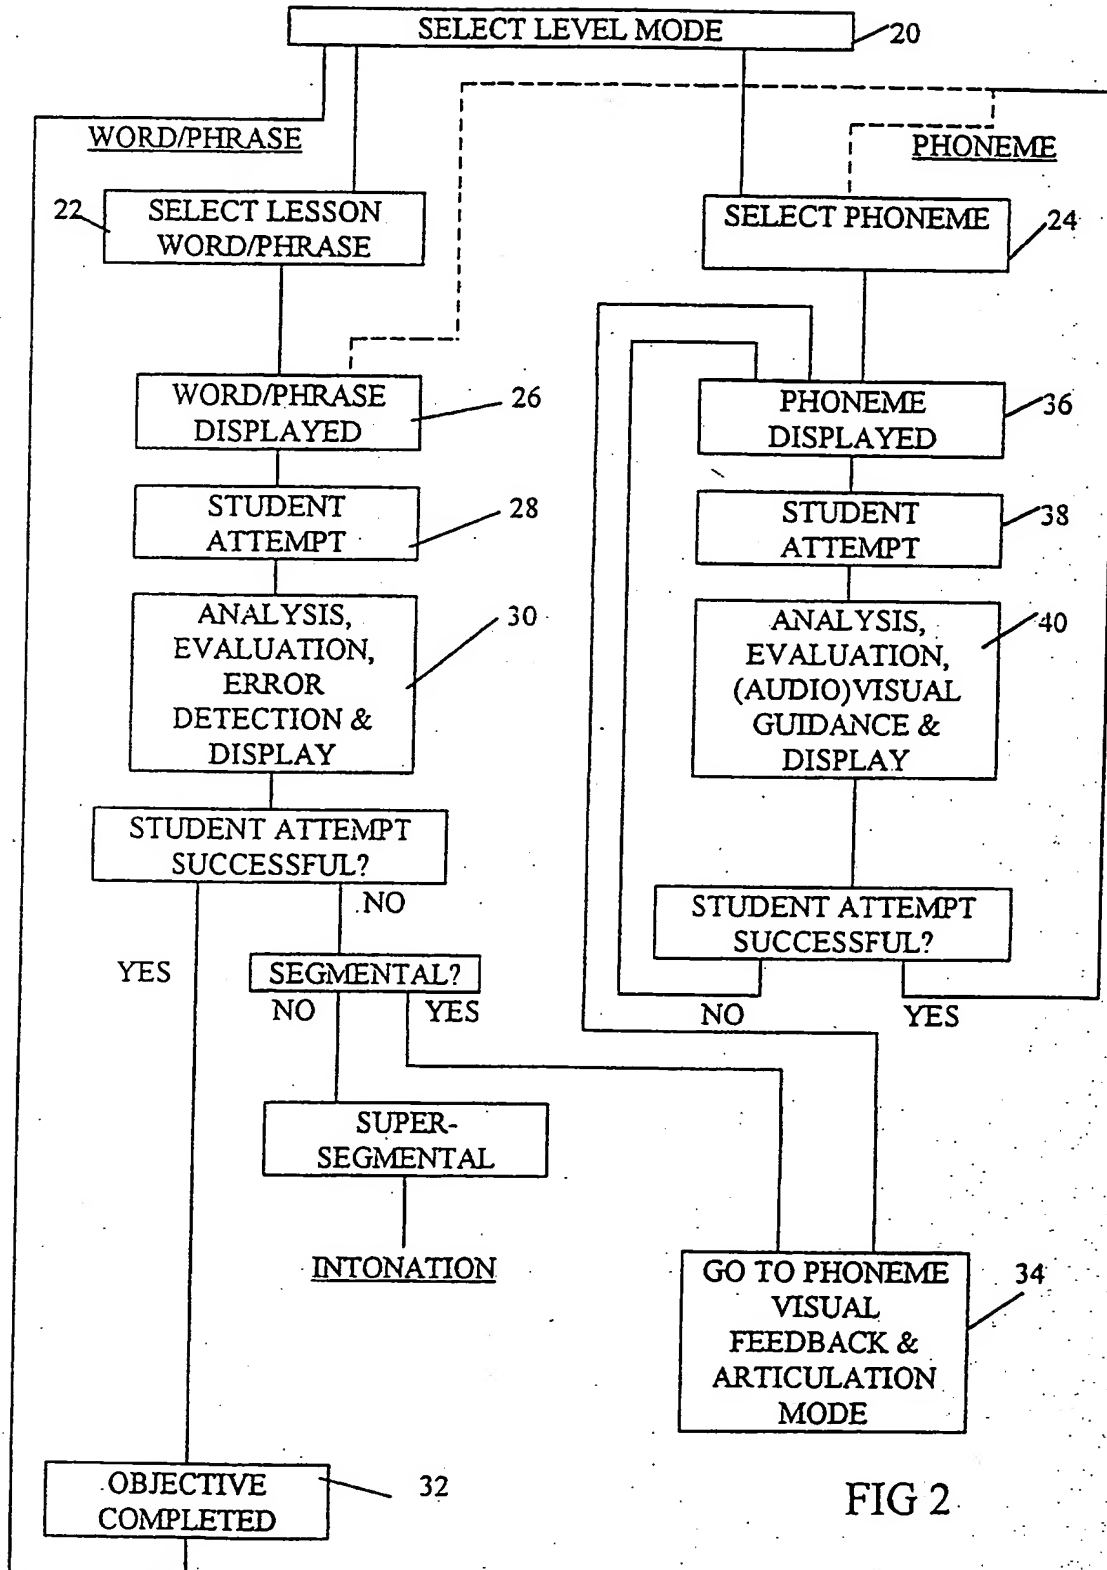 SELECT LEVEL MODE
20
WORD/PHRASE
PHONEME
22
SELECT LESSON
WORD/PHRASE
SELECT PHONEME
24
WORD/PHRASE
DISPLAYED
26
PHONEME
DISPLAYED
36
STUDENT
ATTEMPT
28
STUDENT
ATTEMPT
38
ANALYSIS,
EVALUATION,
ERROR
DETECTION &
DISPLAY
30
ANALYSIS,
EVALUATION,
(AUDIO)VISUAL
GUIDANCE &
DISPLAY
40
STUDENT ATTEMPT
SUCCESSFUL?
NO
YES
STUDENT ATTEMPT
SUCCESSFUL?
NO
YES
SEGMENTAL?
NO
YES
SUPER-
SEGMENTAL
INTONATION
GO TO PHONEME
VISUAL
FEEDBACK &
ARTICULATION
MODE
34
OBJECTIVE
COMPLETED
32
FIG 2